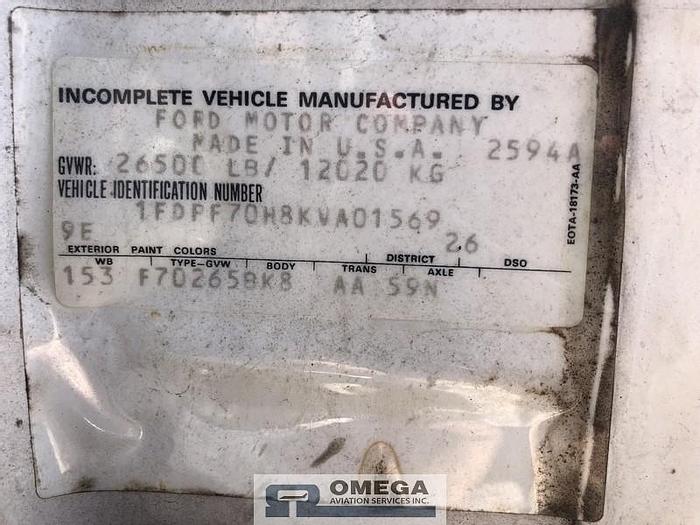 INCOMPLETE VEHICLE MANUFACTURED BY
FORD MOTOR COMPANY
MADE IN U.S.A. 2594A
GVWR: 26500 LB/ 12020 KG
VEHICLE IDENTIFICATION NUMBER
1FDPF70H8KVA01569
9E 26
EXTERIOR PAINT COLORS DISTRICT DSO
WB TYPE-GVW BODY TRANS AXLE
153 F70265BK8 AA 59N
EOTA-18173-AA
OMEGA
AVIATION SERVICES INC.